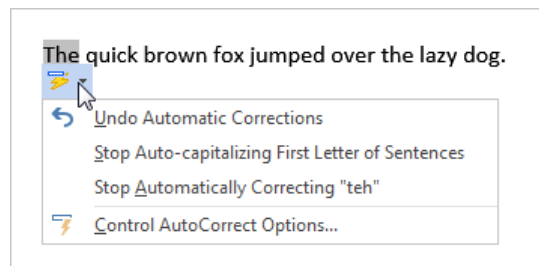 The quick brown fox jumped over the lazy dog.
Undo Automatic Corrections
Stop Auto-capitalizing First Letter of Sentences
Stop Automatically Correcting "teh"
Control AutoCorrect Options...